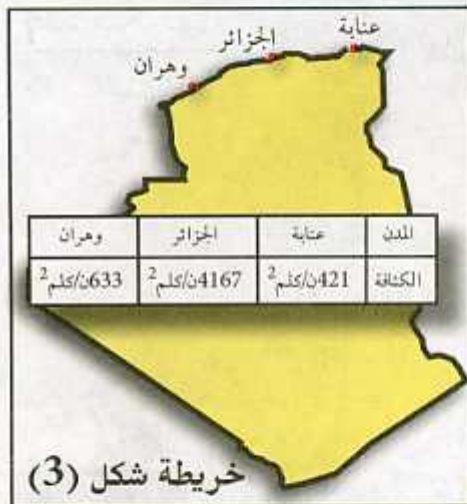 عنابة
الجزائر
وهران
المدن عنابة الجزائر وهران
الكثافة 421ن/كلم² 4167ن/كلم² 633ن/كلم²
خريطة شكل (3)